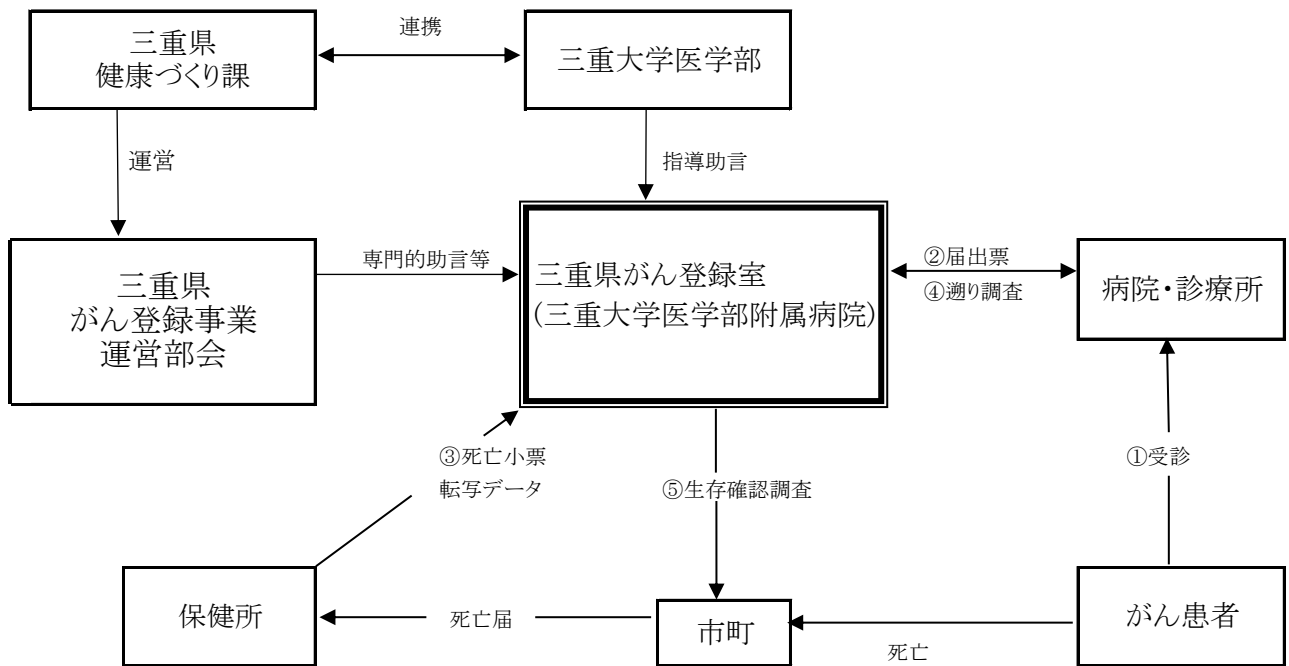 三重県
健康づくり課
連携
三重大学医学部
運営
指導助言
三重県
がん登録事業
運営部会
専門的助言等
三重県がん登録室
(三重大学医学部附属病院)
②届出票
④遡り調査
病院・診療所
③死亡小票
転写データ
⑤生存確認調査
①受診
保健所
死亡届
市町
死亡
がん患者